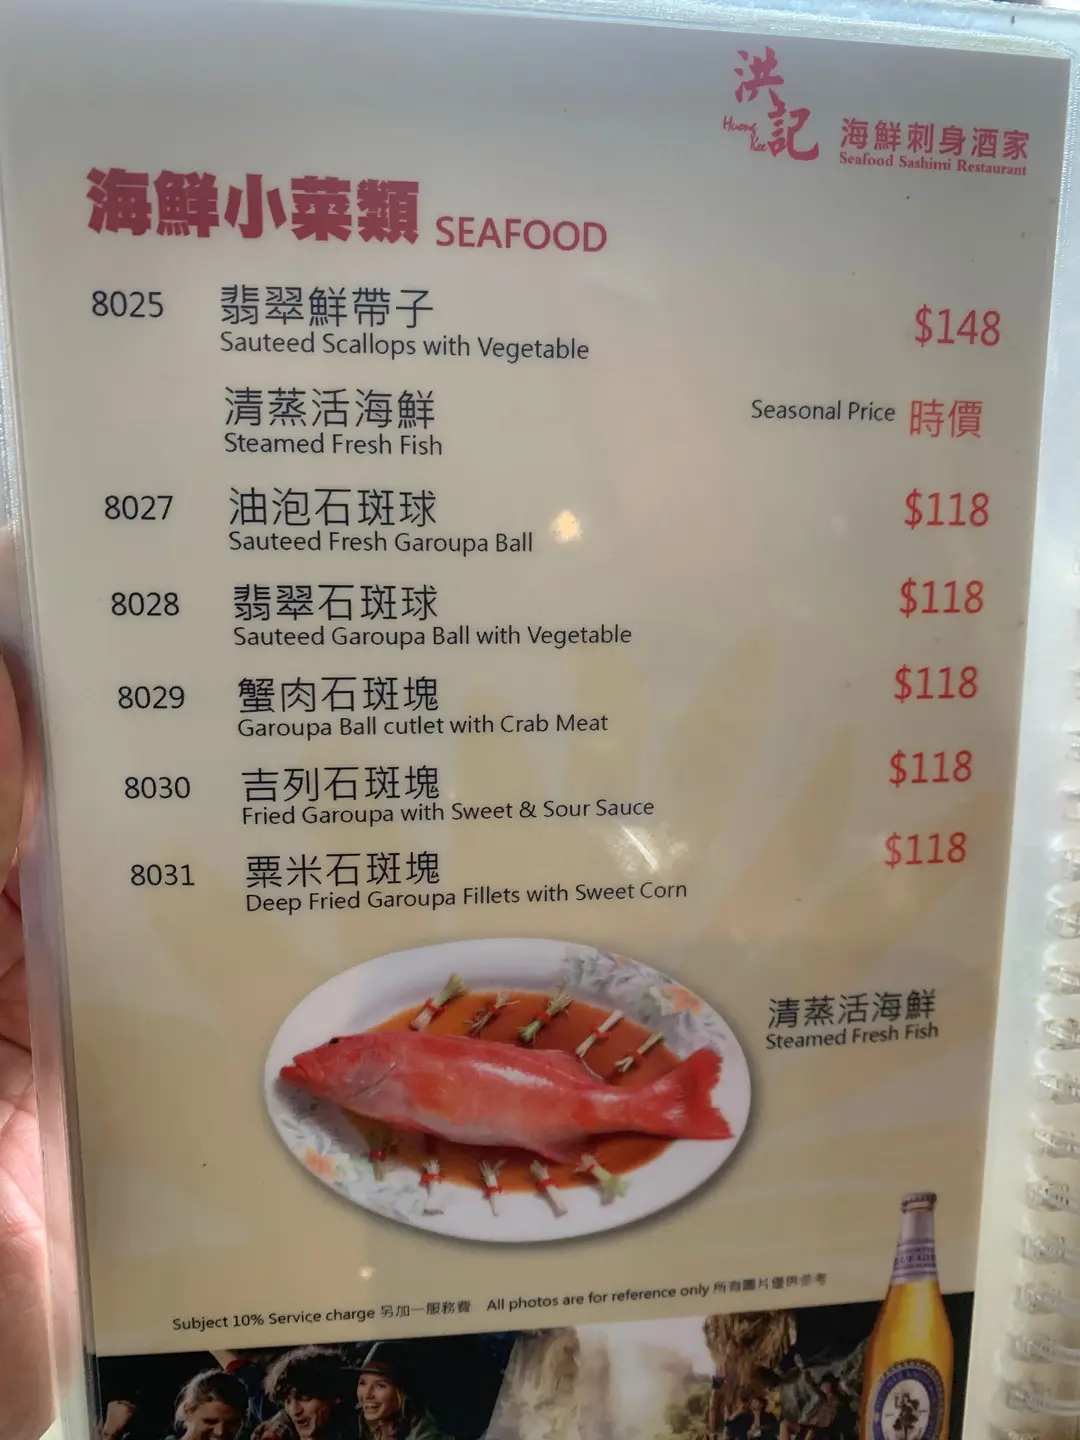 洪記
Huong Kee
海鮮刺身酒家
Seafood Sashimi Restaurant
海鮮小菜類 SEAFOOD
8025 翡翠鮮帶子 $148
Sauteed Scallops with Vegetable
清蒸活海鮮 Seasonal Price 時價
Steamed Fresh Fish
8027 油泡石斑球 $118
Sauteed Fresh Garoupa Ball
8028 翡翠石斑球 $118
Sauteed Garoupa Ball with Vegetable
8029 蟹肉石斑塊 $118
Garoupa Ball cutlet with Crab Meat
8030 吉列石斑塊 $118
Fried Garoupa with Sweet & Sour Sauce
8031 粟米石斑塊 $118
Deep Fried Garoupa Fillets with Sweet Corn
清蒸活海鮮
Steamed Fresh Fish
Subject 10% Service charge 另加一服務費 All photos are for reference only 所有圖片僅供參考